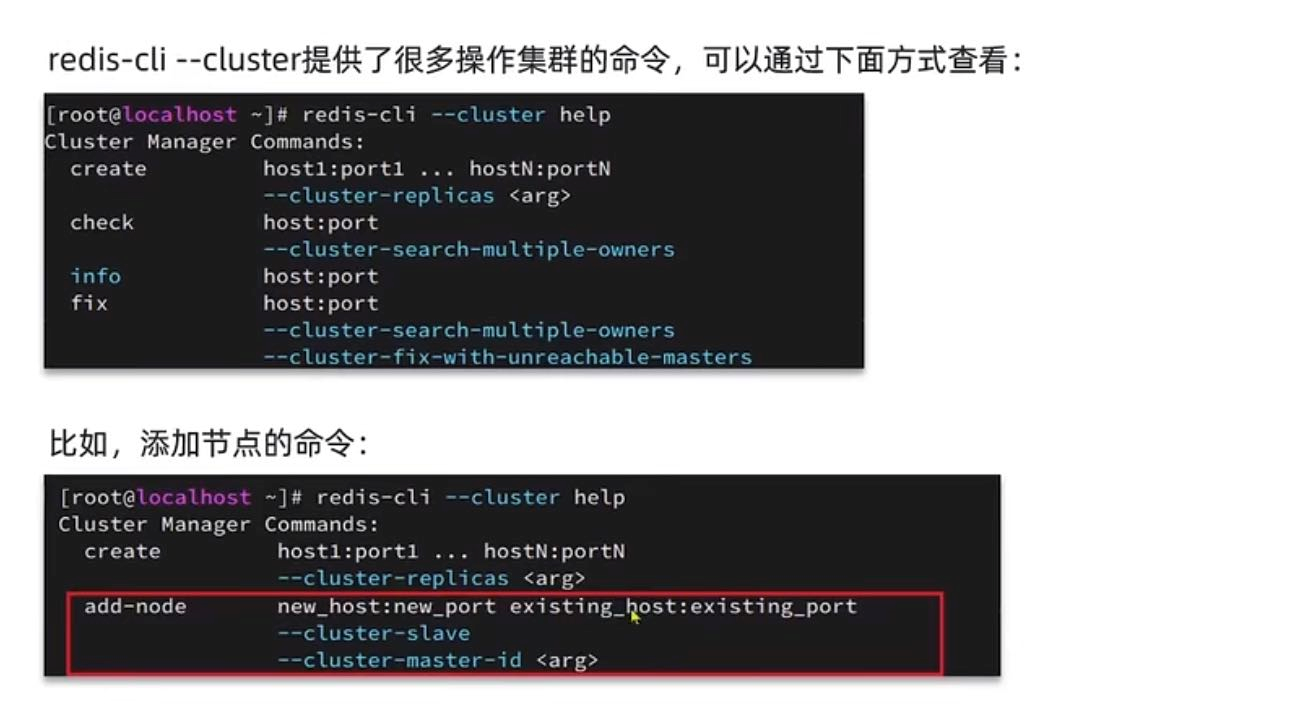 redis-cli --cluster提供了很多操作集群的命令，可以通过下面方式查看：
[root@localhost ~]# redis-cli --cluster help
Cluster Manager Commands:
create host1:port1 ... hostN:portN
--cluster-replicas <arg>
check host:port
--cluster-search-multiple-owners
info host:port
fix host:port
--cluster-search-multiple-owners
--cluster-fix-with-unreachable-masters
比如，添加节点的命令：
[root@localhost ~]# redis-cli --cluster help
Cluster Manager Commands:
create host1:port1 ... hostN:portN
--cluster-replicas <arg>
add-node new_host:new_port existing_host:existing_port
--cluster-slave
--cluster-master-id <arg>